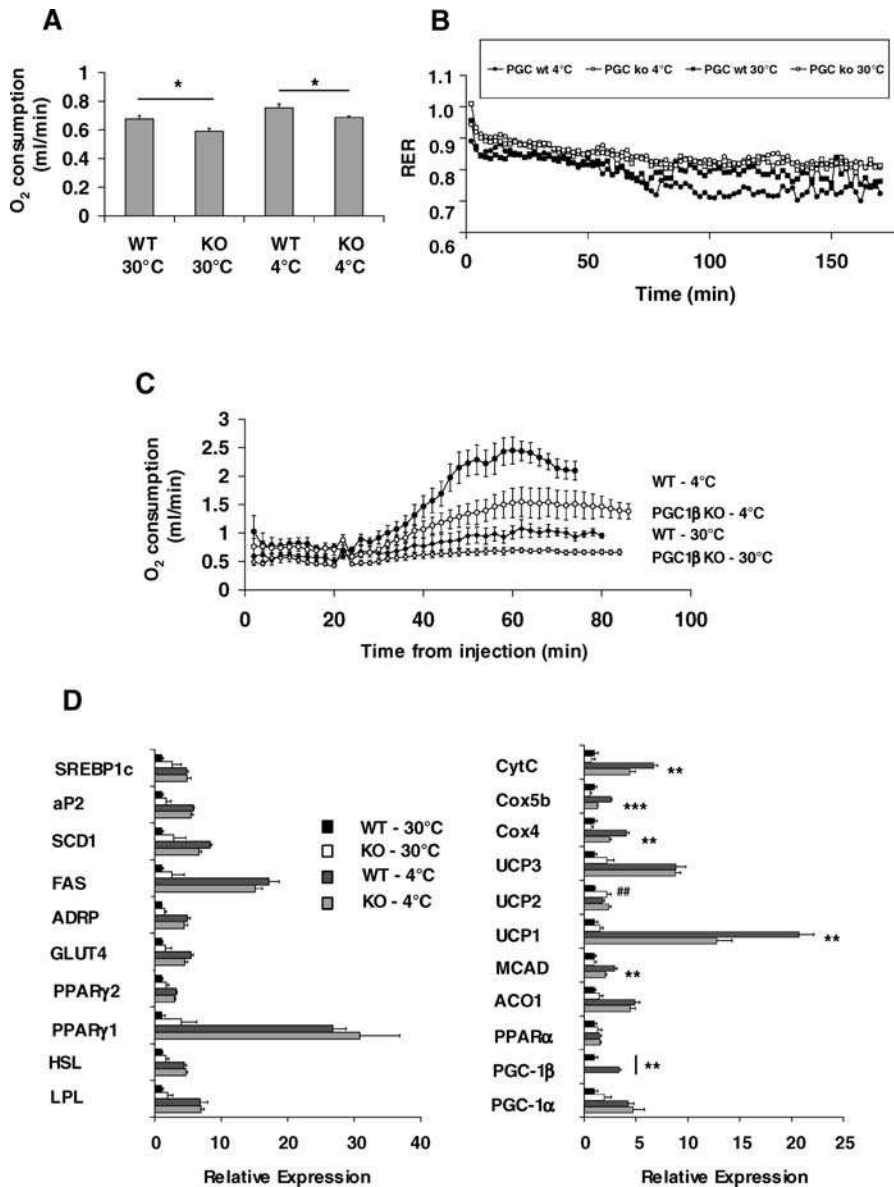 A
O2 consumption
(ml/min)
1
0.8
0.6
0.4
0.2
0
*
*
WT
30°C
KO
30°C
WT
4°C
KO
4°C
B
PGC wt 4°C
PGC ko 4°C
PGC wt 30°C
PGC ko 30°C
RER
1.1
1.0
0.9
0.8
0.7
0.6
0
50
100
150
Time (min)
C
O2 consumption
(ml/min)
3
2.5
2
1.5
1
0.5
0
0
20
40
60
80
100
Time from injection (min)
WT - 4°C
PGC1β KO - 4°C
WT - 30°C
PGC1β KO - 30°C
D
SREBP1c
aP2
SCD1
FAS
ADRP
GLUT4
PPARγ2
PPARγ1
HSL
LPL
WT - 30°C
KO - 30°C
WT - 4°C
KO - 4°C
0
10
20
30
40
Relative Expression
CytC
**
Cox5b
***
Cox4
**
UCP3
UCP2
##
UCP1
**
MCAD
**
ACO1
PPARα
PGC-1β
**
PGC-1α
0
5
10
15
20
25
Relative Expression